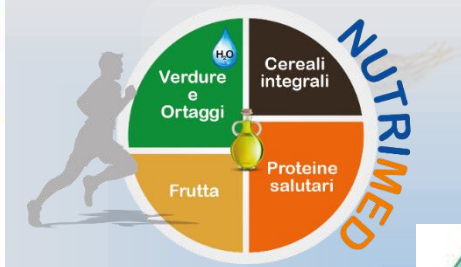 H₂O
Verdure
e
Ortaggi
Cereali
integrali
Frutta
Proteine
salutari
NUTRIMED